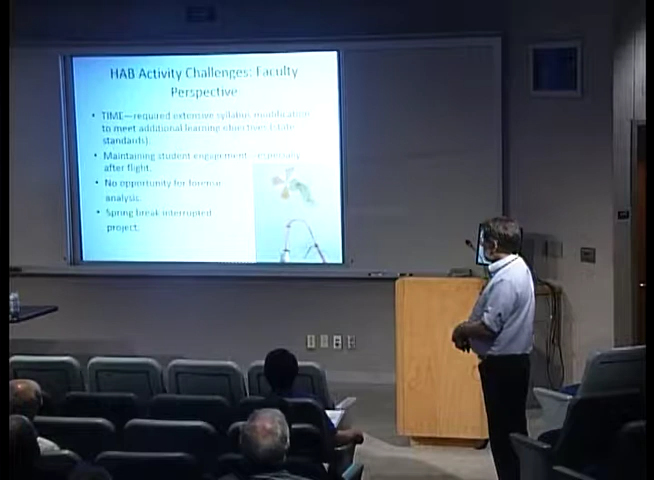 HAB Activity Challenges: Faculty
Perspective
• TIME—required extensive syllabus modification
to meet additional learning objectives (state
standards).
• Maintaining student engagement – especially
after flight.
• No opportunity for forensic
analysis.
• Spring break interrupted
project.